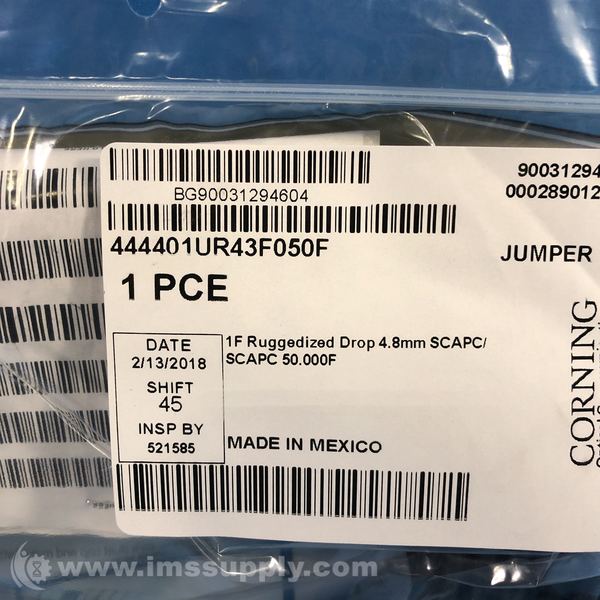 BG90031294604
90031294
000289012
444401UR43F050F
JUMPER
1 PCE
DATE
2/13/2018
SHIFT
45
INSP BY
521585
1F Ruggedized Drop 4.8mm SCAPC/
SCAPC 50.000F
MADE IN MEXICO
CORNING
www.imssupply.com